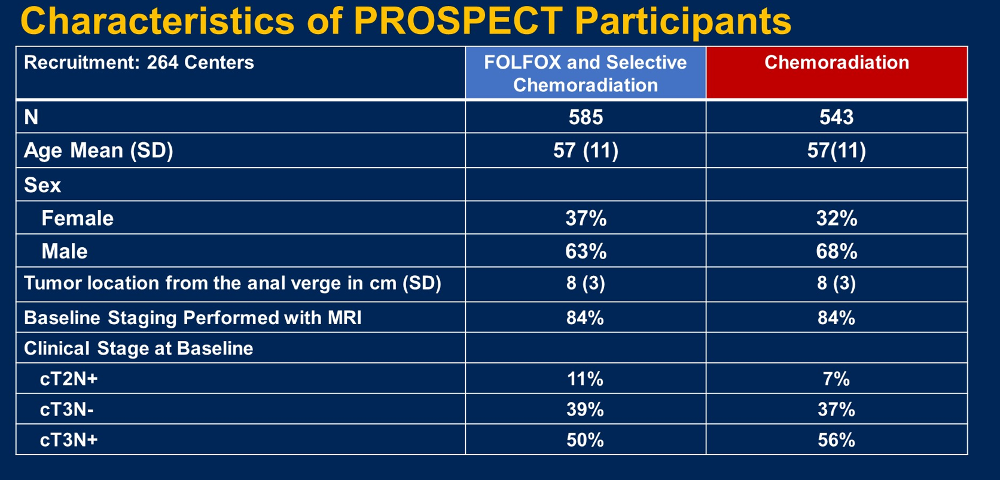 Characteristics of PROSPECT Participants
Recruitment: 264 Centers
FOLFOX and Selective
Chemoradiation
Chemoradiation
N 585 543
Age Mean (SD) 57 (11) 57(11)
Sex
Female 37% 32%
Male 63% 68%
Tumor location from the anal verge in cm (SD) 8 (3) 8 (3)
Baseline Staging Performed with MRI 84% 84%
Clinical Stage at Baseline
cT2N+ 11% 7%
cT3N- 39% 37%
cT3N+ 50% 56%